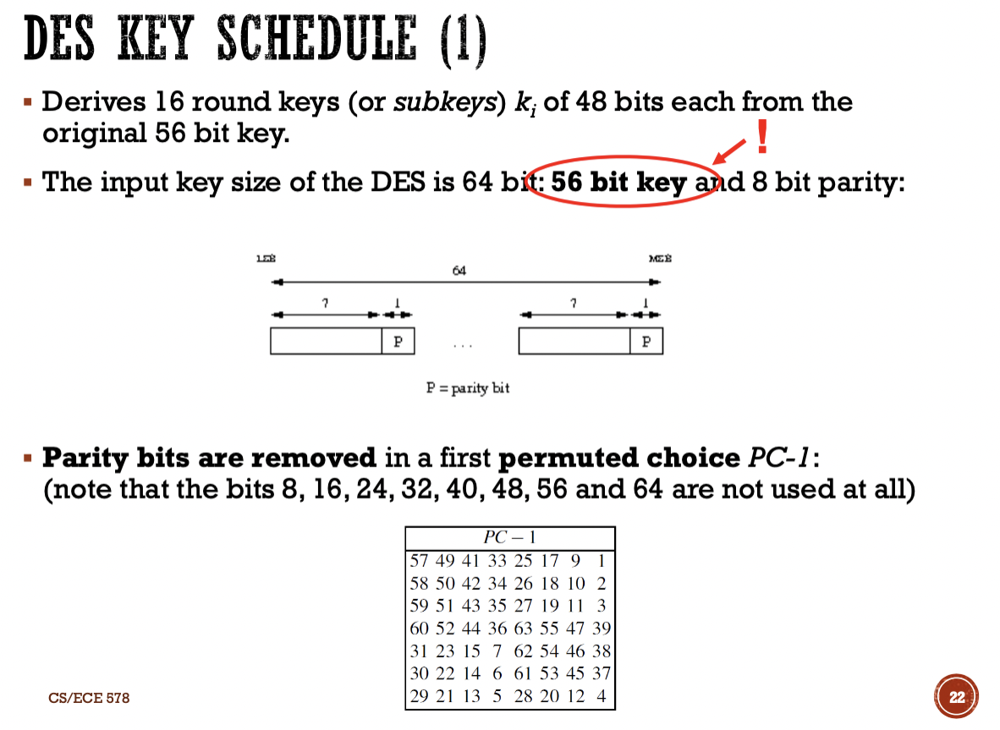 DES KEY SCHEDULE (1)
▪ Derives 16 round keys (or subkeys) ki of 48 bits each from the
original 56 bit key.
!
▪ The input key size of the DES is 64 bit: 56 bit key and 8 bit parity:
LSB MSB
64
7 1 7 1
P ... P
P = parity bit
▪ Parity bits are removed in a first permuted choice PC-1:
(note that the bits 8, 16, 24, 32, 40, 48, 56 and 64 are not used at all)
PC – 1
57 49 41 33 25 17 9 1
58 50 42 34 26 18 10 2
59 51 43 35 27 19 11 3
60 52 44 36 63 55 47 39
31 23 15 7 62 54 46 38
30 22 14 6 61 53 45 37
29 21 13 5 28 20 12 4
CS/ECE 578
22